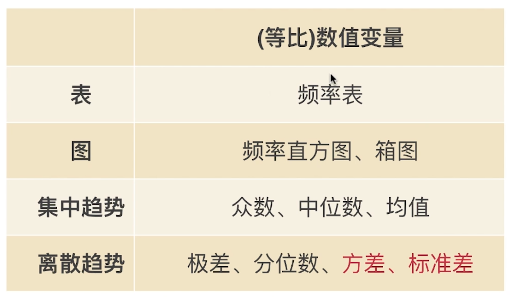 (等比)数值变量
表 频率表
图 频率直方图、箱图
集中趋势 众数、中位数、均值
离散趋势 极差、分位数、方差、标准差